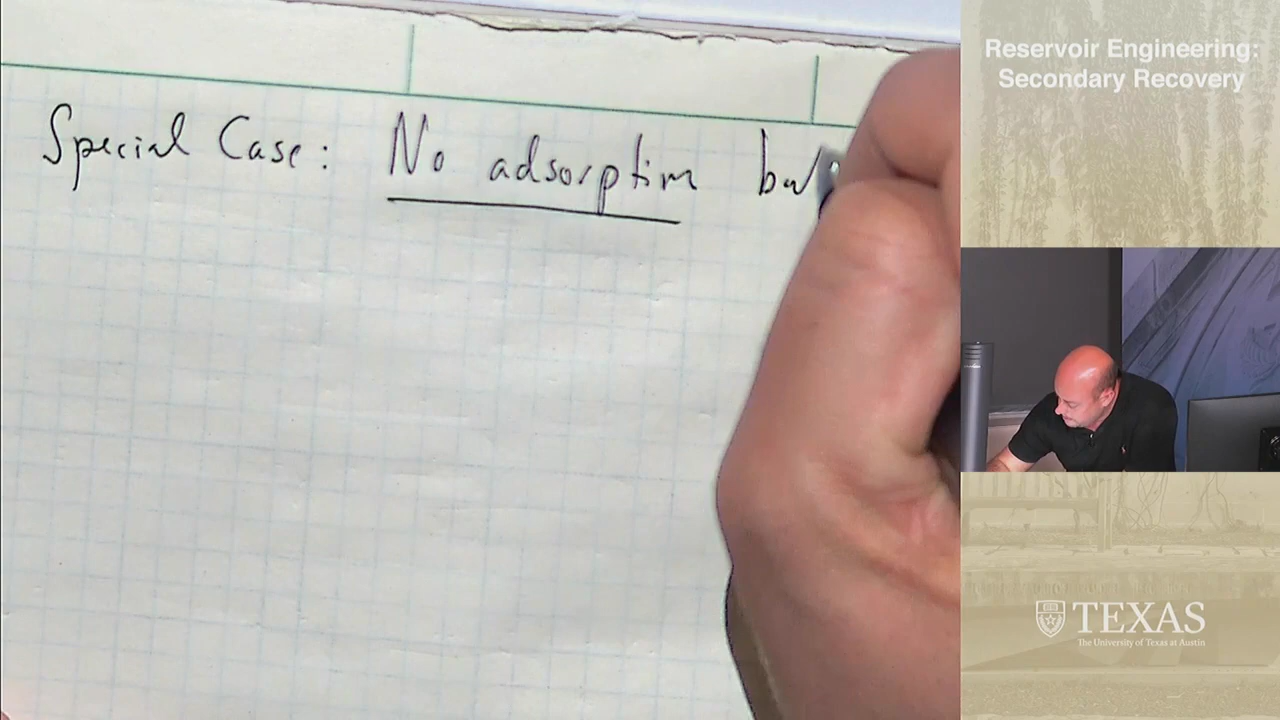 Special Case: No adsorption
Reservoir Engineering:
Secondary Recovery
TEXAS
The University of Texas at Austin